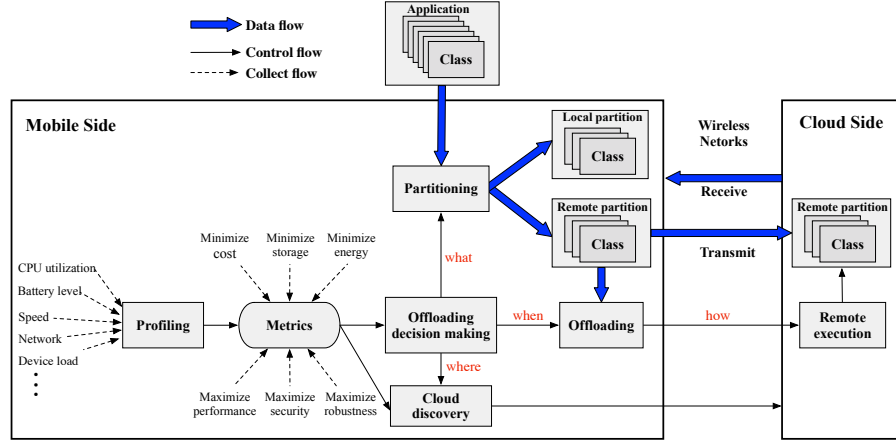 Data flow
Control flow
Collect flow
Application
Class
Mobile Side
Local partition
Class
Wireless
Netorks
Cloud Side
Partitioning
Receive
Remote partition
Class
Transmit
Remote partition
Class
Minimize
cost
Minimize
storage
Minimize
energy
what
CPU utilization
Battery level
Speed
Network
Device load
Profiling
Metrics
Offloading
decision making
when
Offloading
how
Remote
execution
where
Maximize
performance
Maximize
security
Maximize
robustness
Cloud
discovery